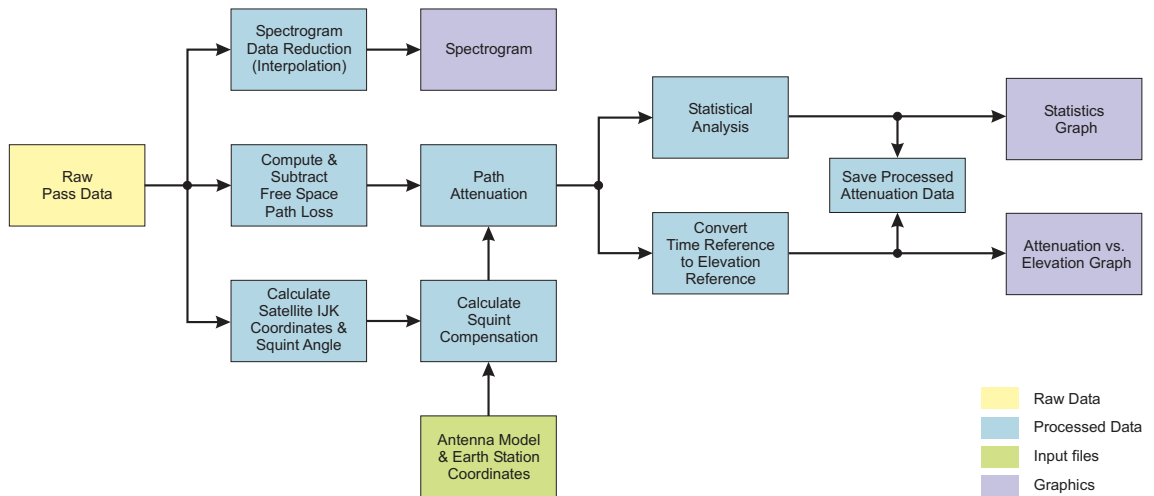 Spectrogram
Data Reduction
(Interpolation)
Spectrogram
Statistical
Analysis
Statistics
Graph
Raw
Pass Data
Compute &
Subtract
Free Space
Path Loss
Path
Attenuation
Save Processed
Attenuation Data
Convert
Time Reference
to Elevation
Reference
Attenuation vs.
Elevation Graph
Calculate
Satellite IJK
Coordinates &
Squint Angle
Calculate
Squint
Compensation
Antenna Model
& Earth Station
Coordinates
Raw Data
Processed Data
Input files
Graphics